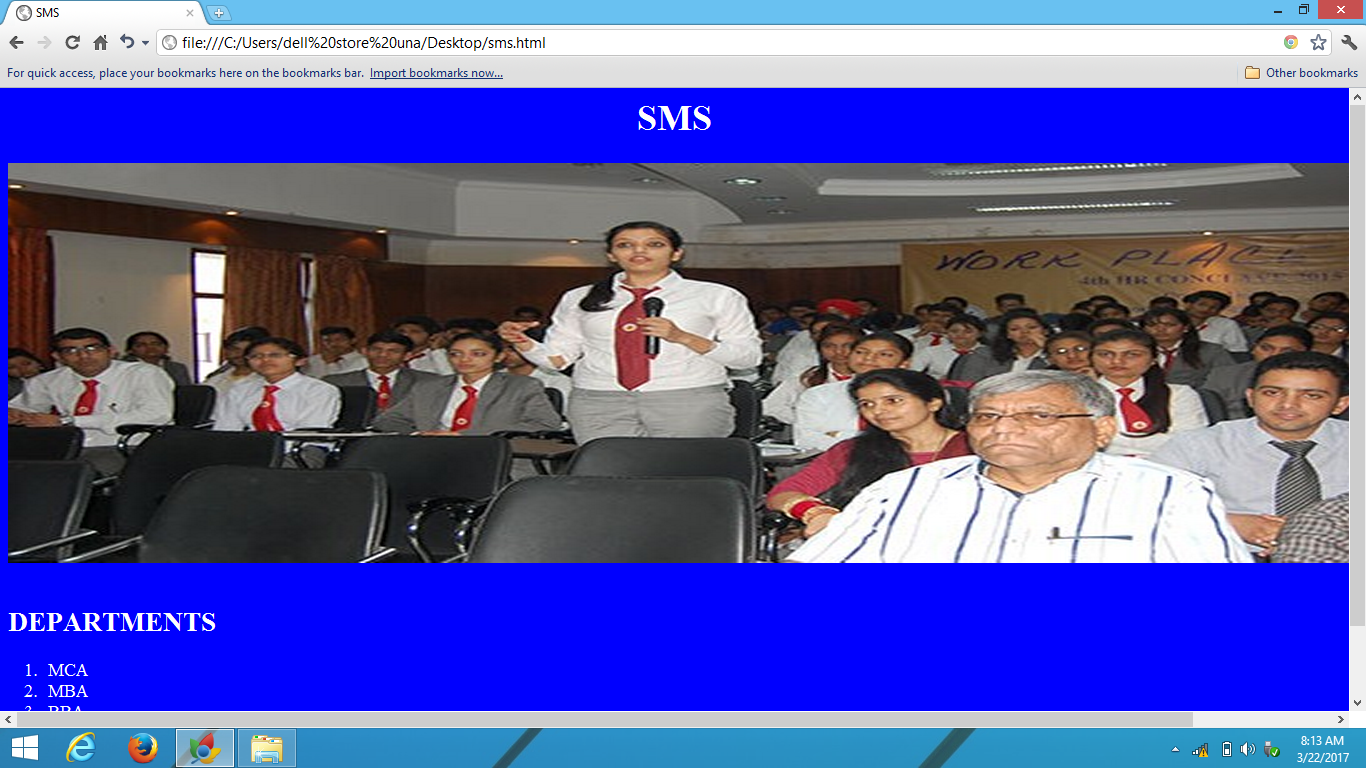 SMS
file:///C:/Users/dell%20store%20una/Desktop/sms.html
For quick access, place your bookmarks here on the bookmarks bar. Import bookmarks now...
Other bookmarks
SMS
WORK PLACE
4th HR CONCLAVE 2015
DEPARTMENTS
1. MCA
2. MBA
3. BBA
8:13 AM
3/22/2017